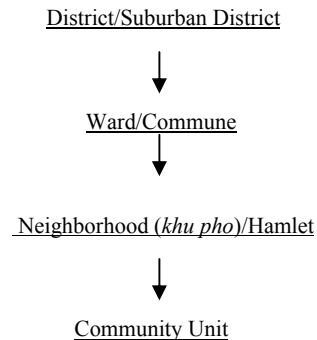 District/Suburban District
Ward/Commune
Neighborhood (khu pho)/Hamlet
Community Unit